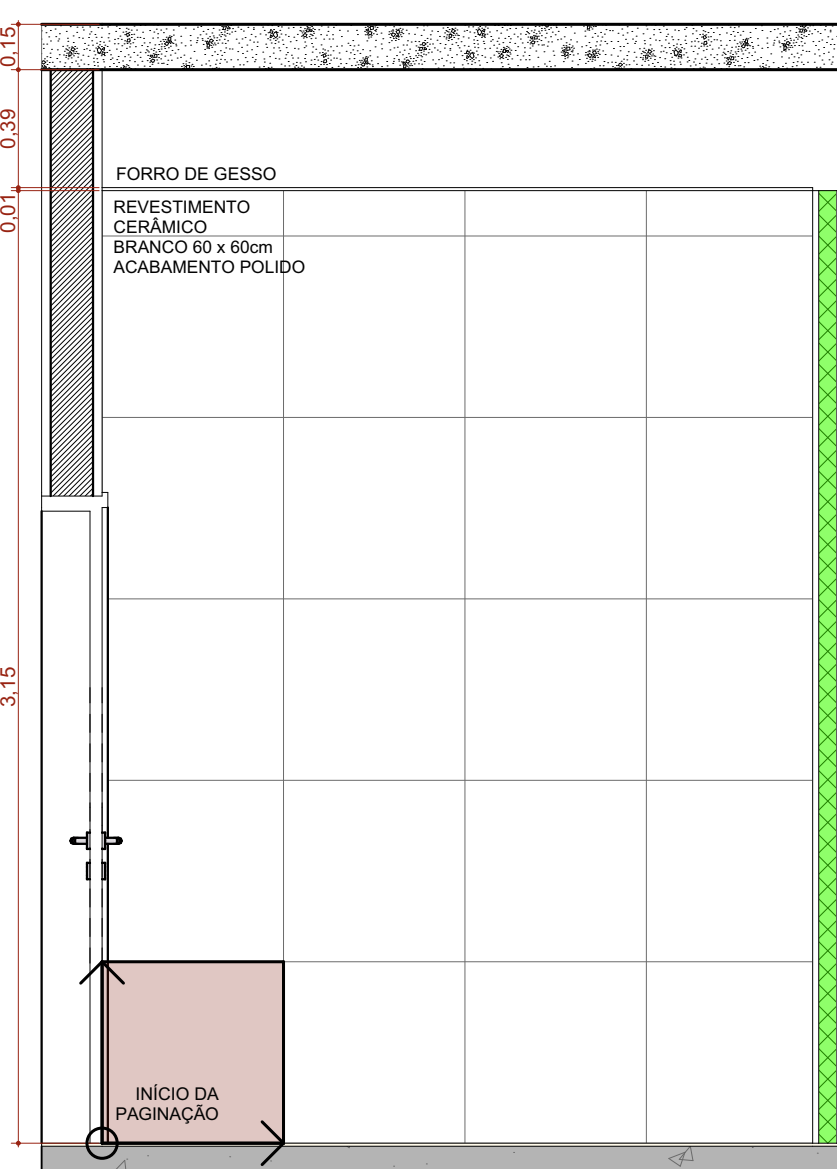 0,15
0,39
FORRO DE GESSO
0,01
REVESTIMENTO
CERÂMICO
BRANCO 60 x 60cm
ACABAMENTO POLIDO
3,15
INÍCIO DA
PAGINAÇÃO